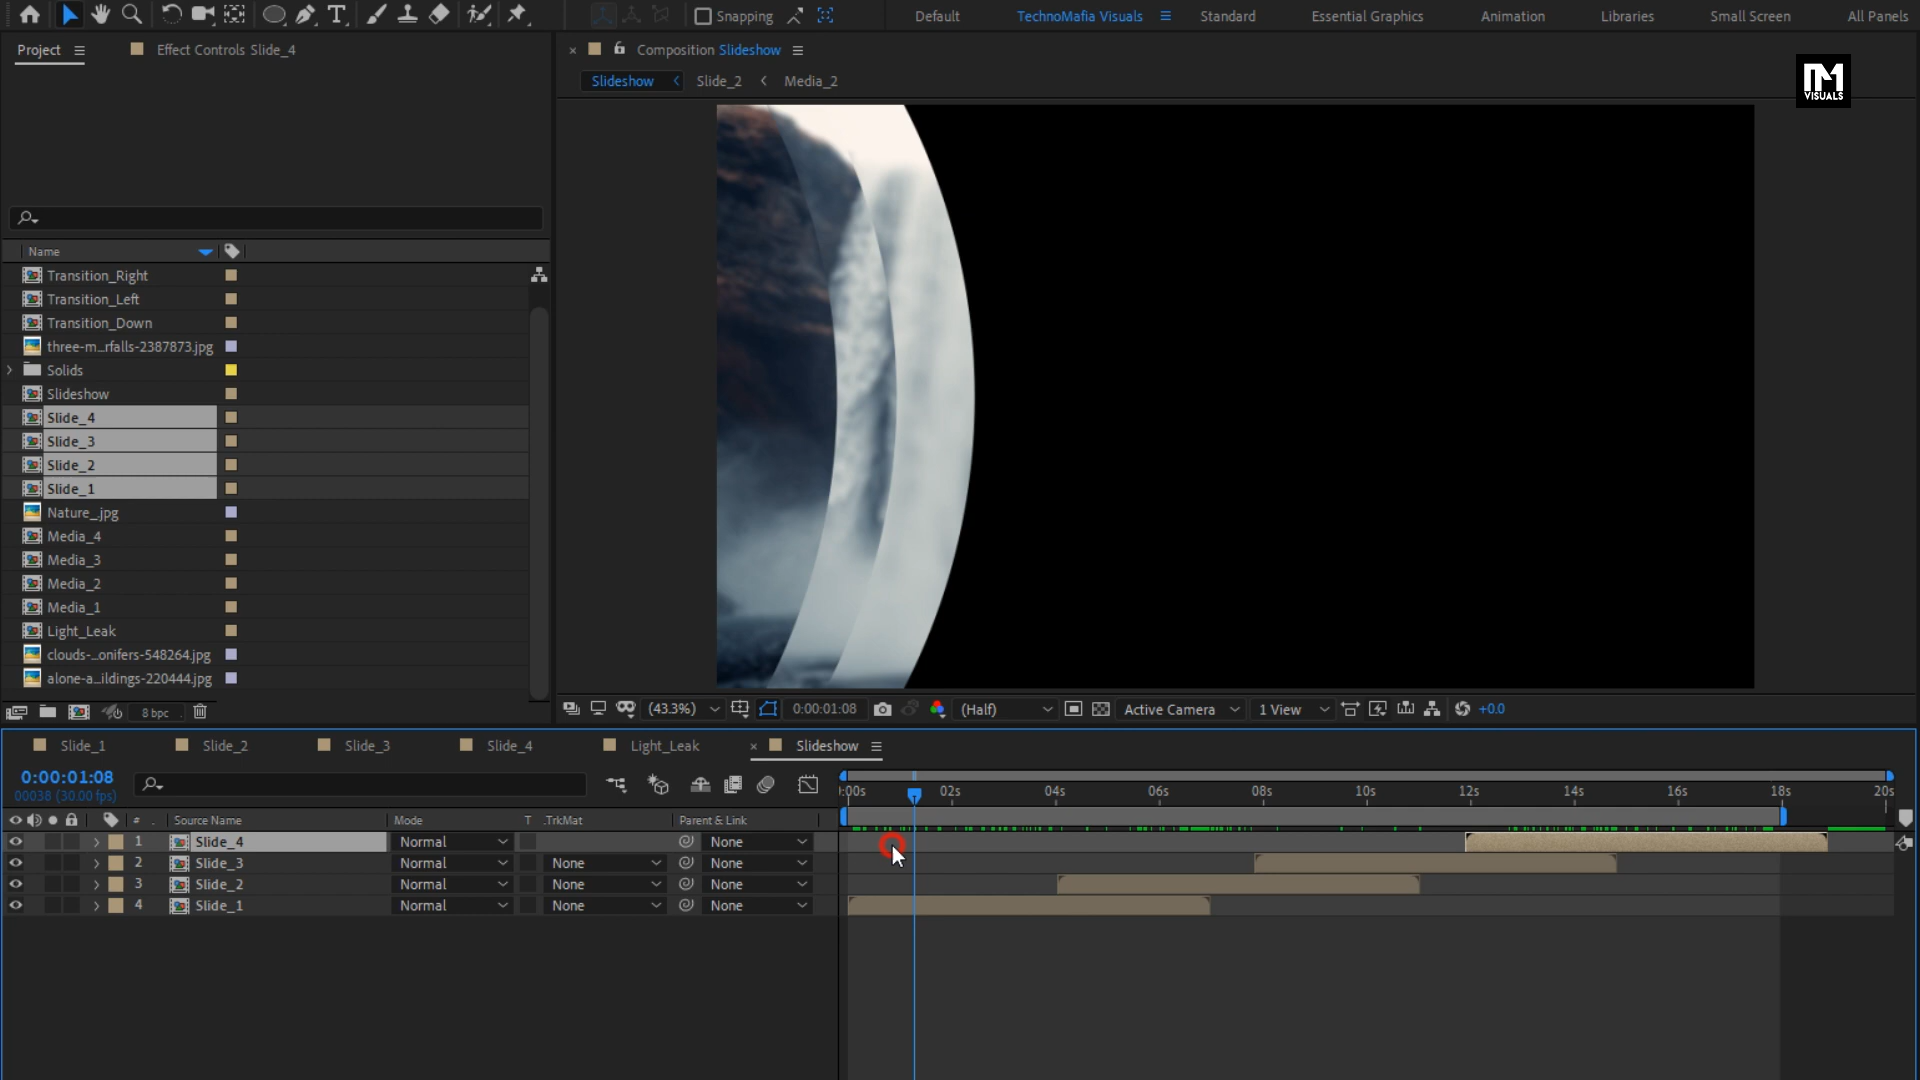 Snapping
Default
TechnoMafia Visuals
Standard
Essential Graphics
Animation
Libraries
Small Screen
All Panels
Project
Effect Controls Slide_4
Composition Slideshow
Slideshow
Slide_2
Media_2
VISUALS
Name
Transition_Right
Transition_Left
Transition_Down
three-m...rfalls-2387873.jpg
Solids
Slideshow
Slide_4
Slide_3
Slide_2
Slide_1
Nature_.jpg
Media_4
Media_3
Media_2
Media_1
Light_Leak
clouds-...onifers-548264.jpg
alone-a...ildings-220444.jpg
8 bpc
(43.3%)
0:00:01:08
(Half)
Active Camera
1 View
+0.0
Slide_1
Slide_2
Slide_3
Slide_4
Light_Leak
Slideshow
0:00:01:08
00038 (30.00 fps)
:00s 02s 04s 06s 08s 10s 12s 14s 16s 18s 20s
# Source Name Mode T .TrkMat Parent & Link
1 Slide_4 Normal None
2 Slide_3 Normal None None
3 Slide_2 Normal None None
4 Slide_1 Normal None None